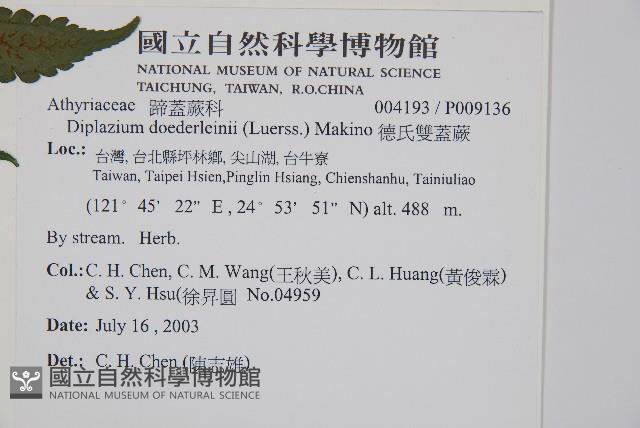 國立自然科學博物館
NATIONAL MUSEUM OF NATURAL SCIENCE
TAICHUNG, TAIWAN, R.O.CHINA
Athyriaceae 蹄蓋蕨科 004193 / P009136
Diplazium doederleinii (Luerss.) Makino 德氏雙蓋蕨
Loc.: 台灣, 台北縣坪林鄉, 尖山湖, 台牛寮
Taiwan, Taipei Hsien,Pinglin Hsiang, Chienshanhu, Tainiuliao
(121° 45' 22" E , 24° 53' 51" N) alt. 488 m.
By stream. Herb.
Col.: C. H. Chen, C. M. Wang(王秋美), C. L. Huang(黃俊霖)
& S. Y. Hsu(徐昇圓 No.04959
Date: July 16 , 2003
Det.: C. H. Chen (陳志雄)
國立自然科學博物館
NATIONAL MUSEUM OF NATURAL SCIENCE